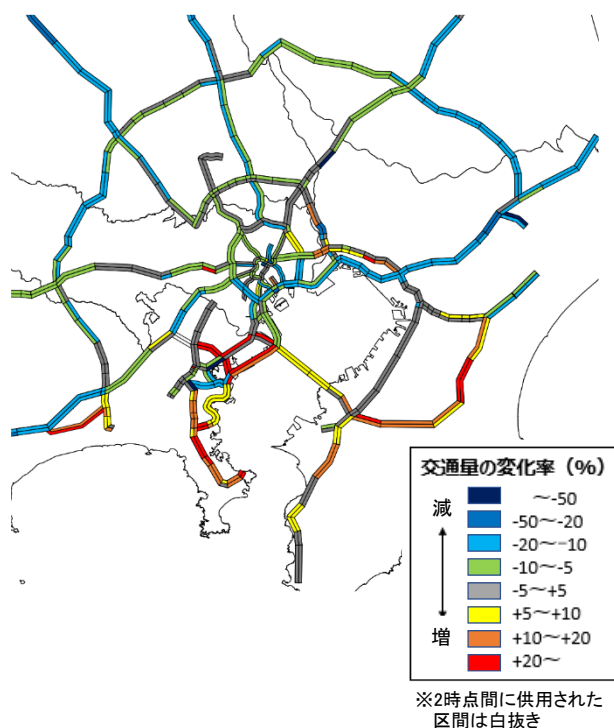 交通量の変化率（％）
減
増
～-50
-50～-20
-20～-10
-10～-5
-5～+5
+5～+10
+10～+20
+20～
※2時点間に供用された
区間は白抜き